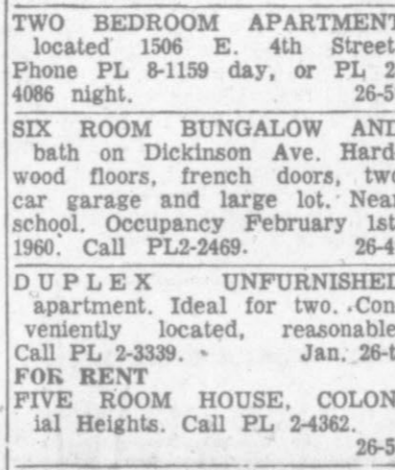 TWO BEDROOM APARTMENT
located 1506 E. 4th Street
Phone PL 8-1159 day, or PL 2
4086 night. 26-5
SIX ROOM BUNGALOW AND
bath on Dickinson Ave. Hard
wood floors, french doors, two
car garage and large lot. Near
school. Occupancy February 1st
1960. Call PL2-2469. 26-4
DUPLEX UNFURNISHED
apartment. Ideal for two. Con
veniently located, reasonable
Call PL 2-3339. Jan. 26-t
FOR RENT
FIVE ROOM HOUSE, COLON
ial Heights. Call PL 2-4362.
26-5